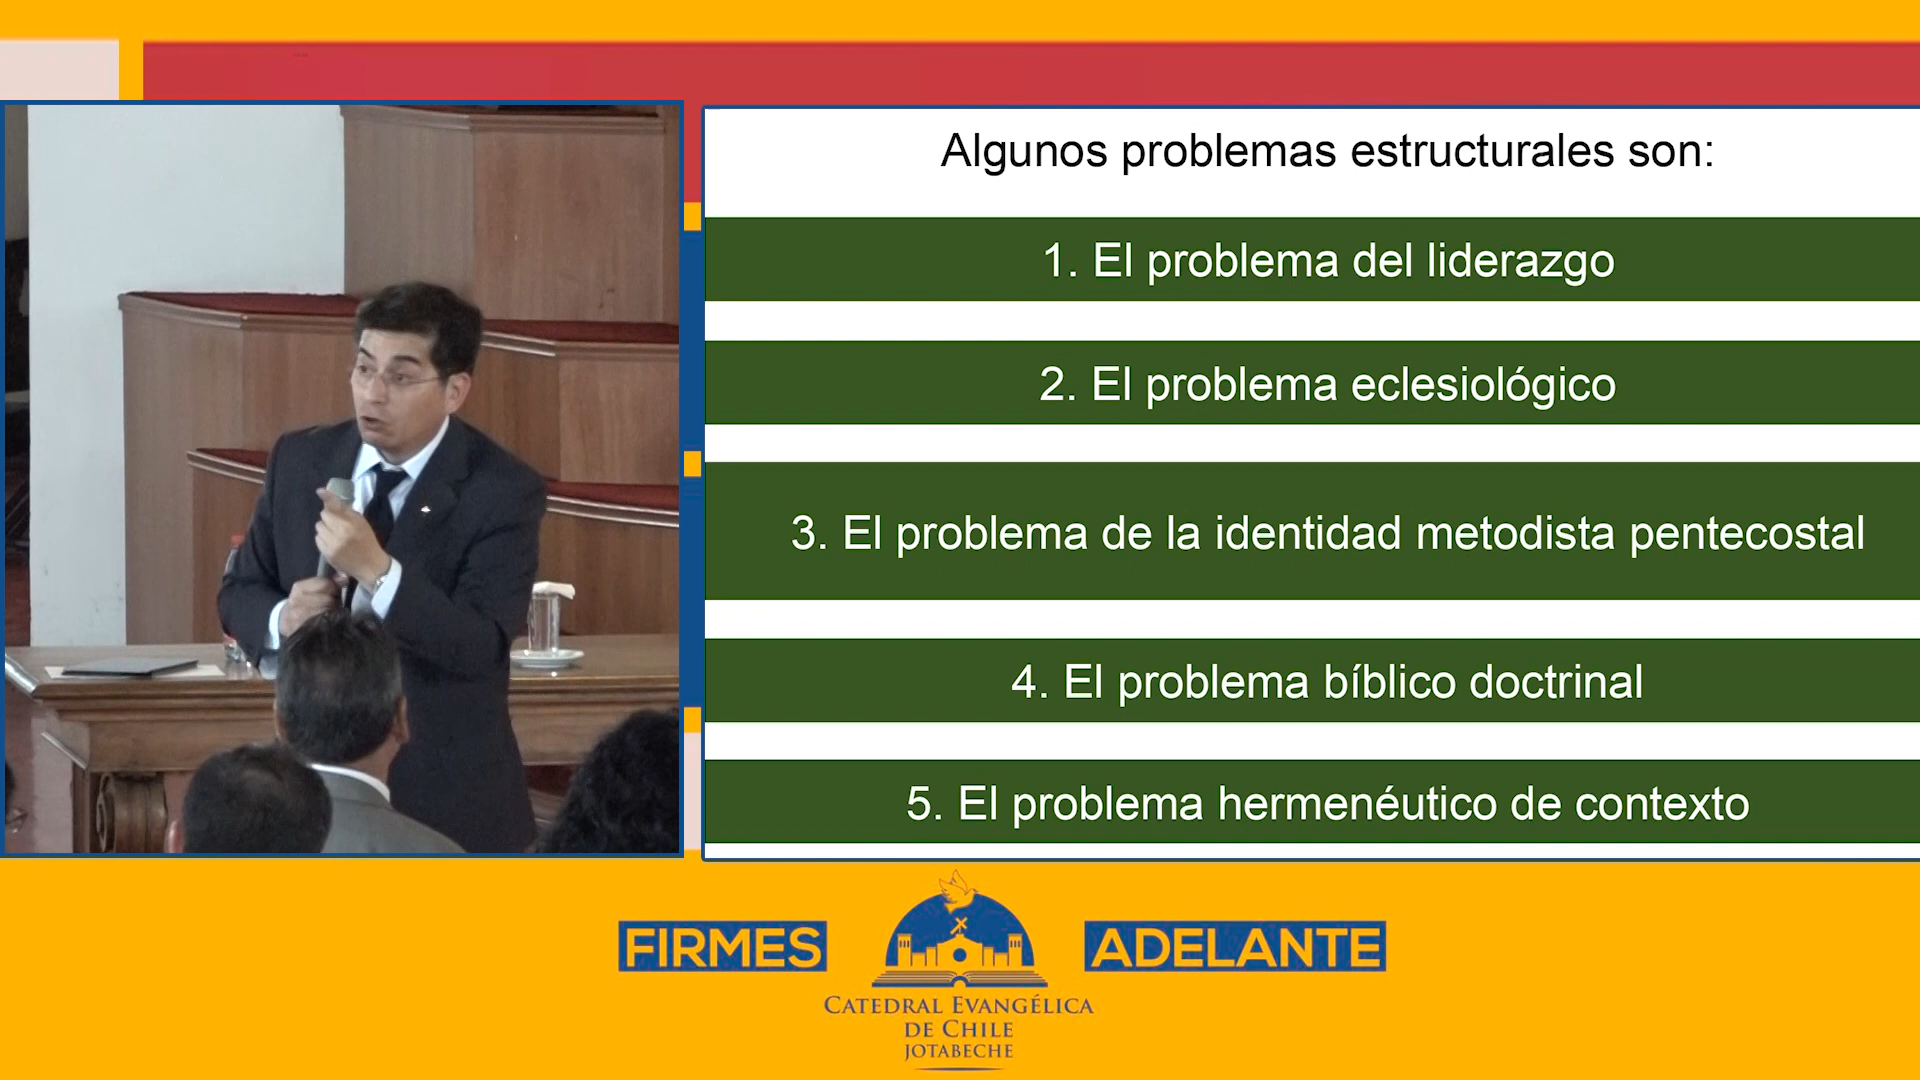 Algunos problemas estructurales son:
1. El problema del liderazgo
2. El problema eclesiológico
3. El problema de la identidad metodista pentecostal
4. El problema bíblico doctrinal
5. El problema hermenéutico de contexto
FIRMES ADELANTE
CATEDRAL EVANGÉLICA
DE CHILE
JOTABECHE